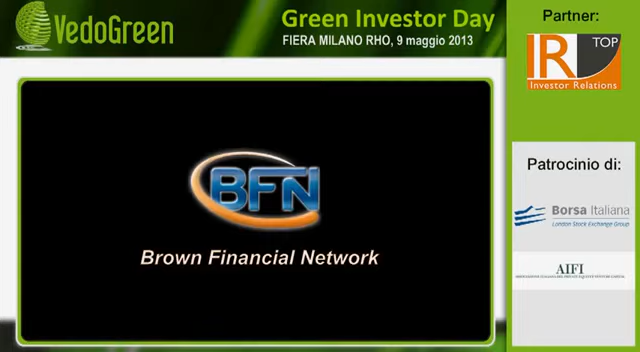 VedoGreen
Green Investor Day
FIERA MILANO RHO, 9 maggio 2013
Partner:
IR TOP
Investor Relations
BFN
Brown Financial Network
Patrocinio di:
Borsa Italiana
London Stock Exchange Group
AIFI